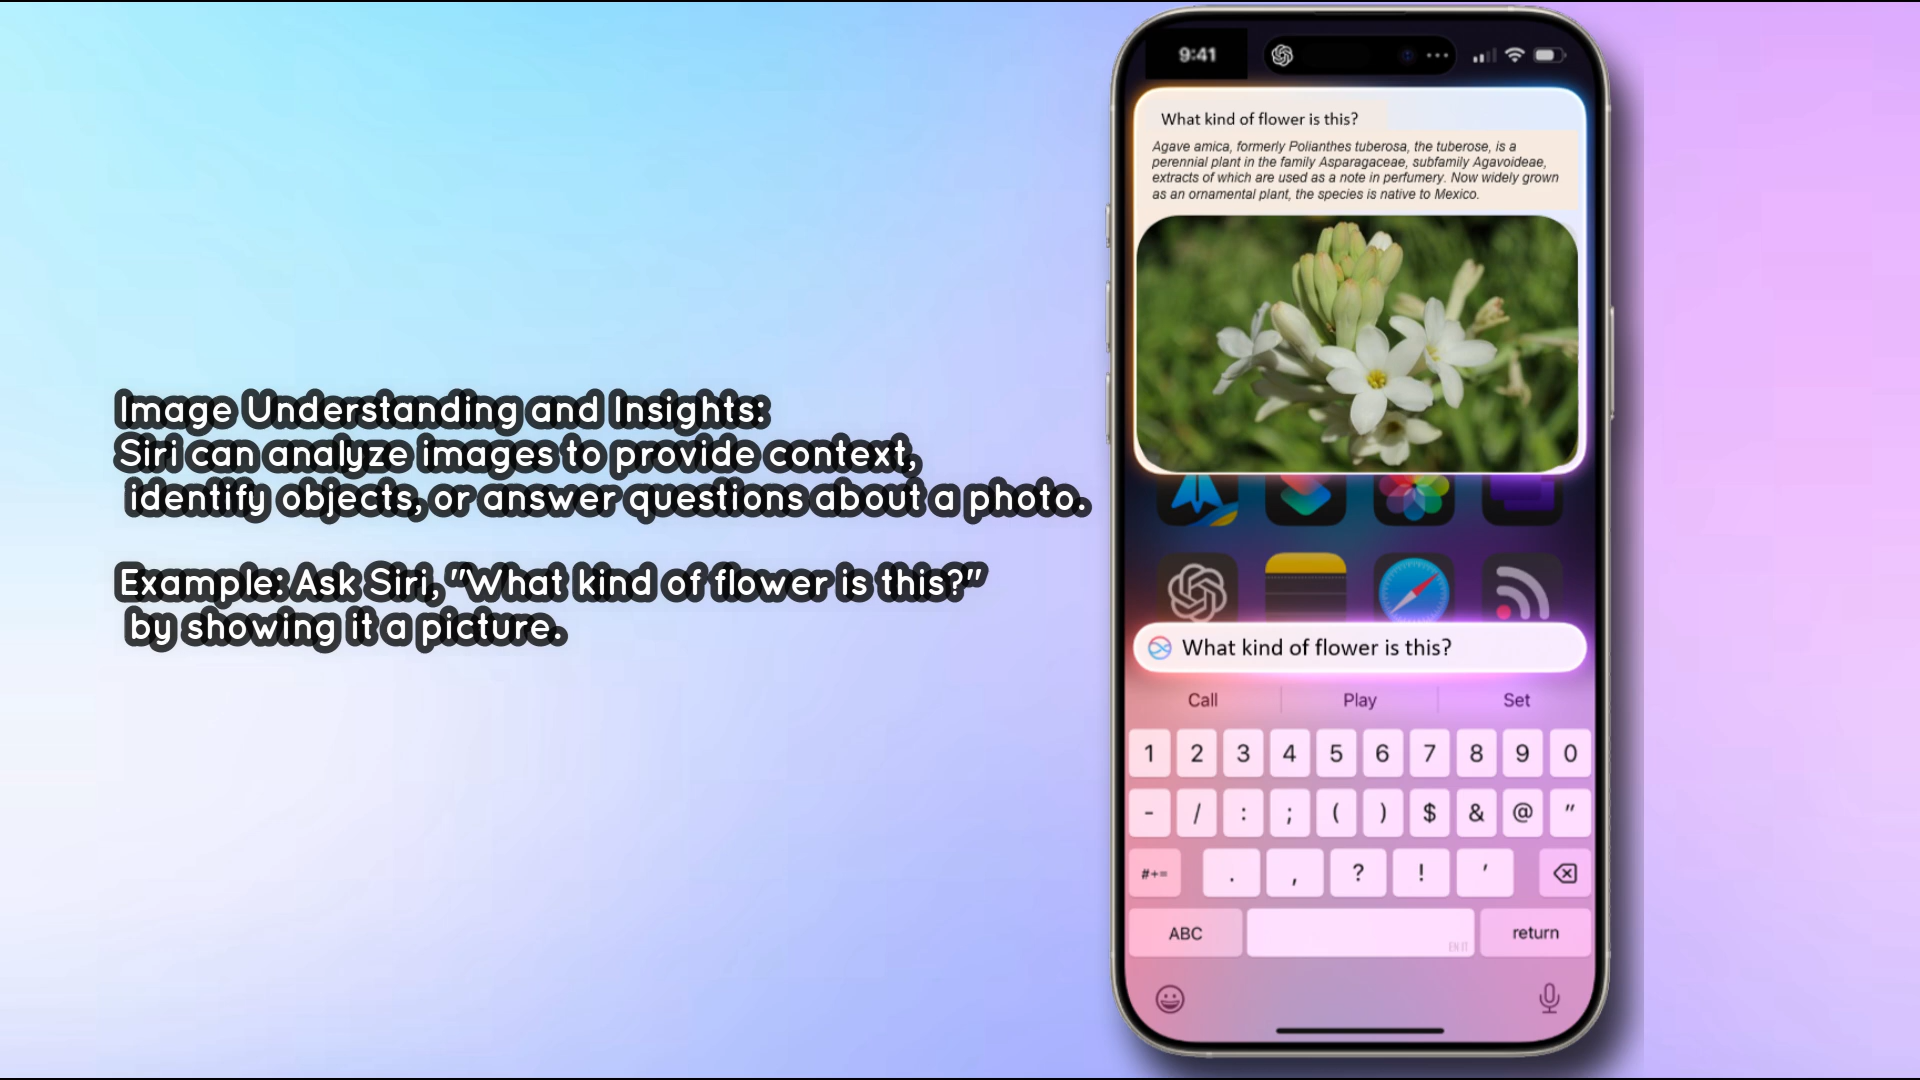 Image Understanding and Insights:
Siri can analyze images to provide context,
identify objects, or answer questions about a photo.
Example: Ask Siri, "What kind of flower is this?"
by showing it a picture.
9:41
What kind of flower is this?
Agave amica, formerly Polianthes tuberosa, the tuberose, is a
perennial plant in the family Asparagaceae, subfamily Agavoideae,
extracts of which are used as a note in perfumery. Now widely grown
as an ornamental plant, the species is native to Mexico.
What kind of flower is this?
Call Play Set
1 2 3 4 5 6 7 8 9 0
- / : ; ( ) $ & @ "
#+= . , ? ! '
ABC EN IT return